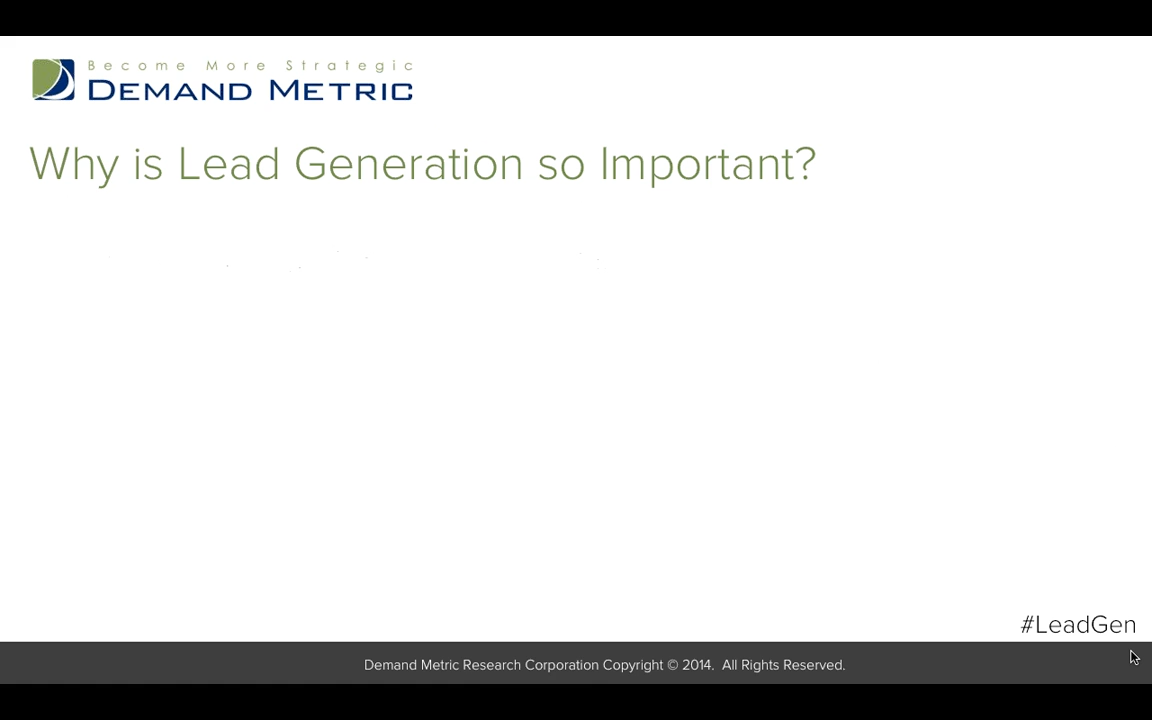 Become More Strategic
DEMAND METRIC
Why is Lead Generation so Important?
#LeadGen
Demand Metric Research Corporation Copyright © 2014. All Rights Reserved.